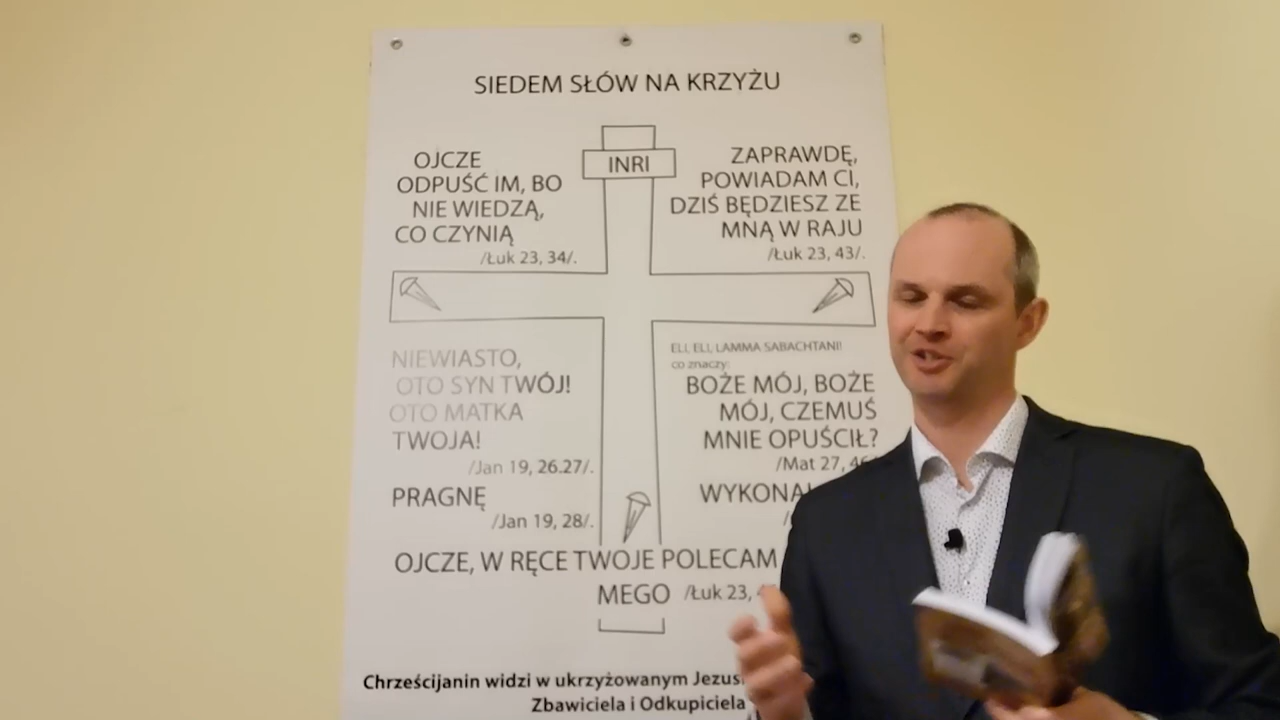 SIEDEM SŁÓW NA KRZYŻU
INRI
OJCZE
ODPUŚĆ IM, BO
NIE WIEDZĄ,
CO CZYNIĄ
/Łuk 23, 34/.
ZAPRAWDĘ,
POWIADAM CI,
DZIŚ BĘDZIESZ ZE
MNĄ W RAJU
/Łuk 23, 43/.
NIEWIASTO,
OTO SYN TWÓJ!
OTO MATKA
TWOJA!
/Jan 19, 26.27/.
PRAGNĘ
/Jan 19, 28/.
ELI, ELI, LAMMA SABACHTANI!
co znaczy:
BOŻE MÓJ, BOŻE
MÓJ, CZEMUŚ
MNIE OPUŚCIŁ?
/Mat 27, 46
OJCZE, W RĘCE TWOJE POLECAM
MEGO /Łuk 23,
Chrześcijanin widzi w ukrzyżowanym
Zbawiciela i Odkupiciela